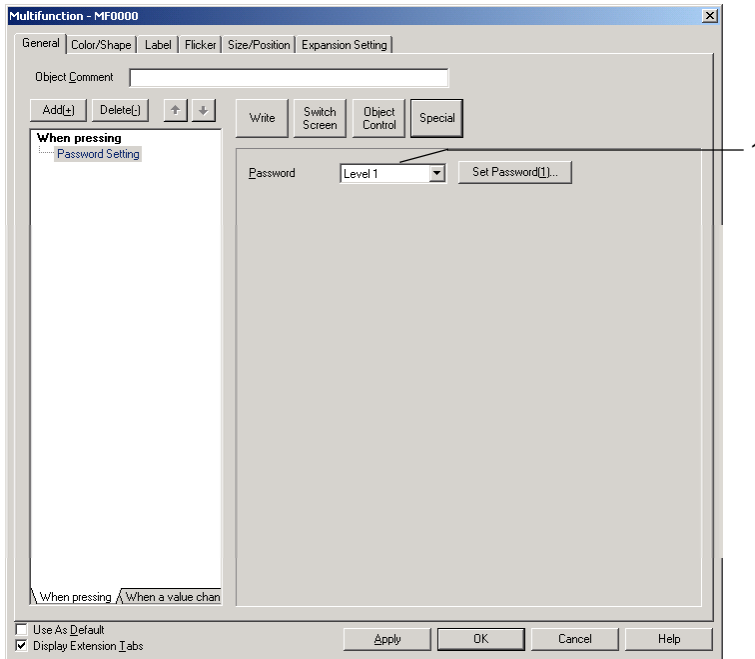 Multifunction - MF0000
General Color/Shape Label Flicker Size/Position Expansion Setting
Object Comment
Add(+) Delete(-)
Write Switch Screen Object Control Special
When pressing
Password Setting
Password Level 1 Set Password(1)...
1
When pressing When a value chan
Use As Default
Display Extension Tabs
Apply OK Cancel Help